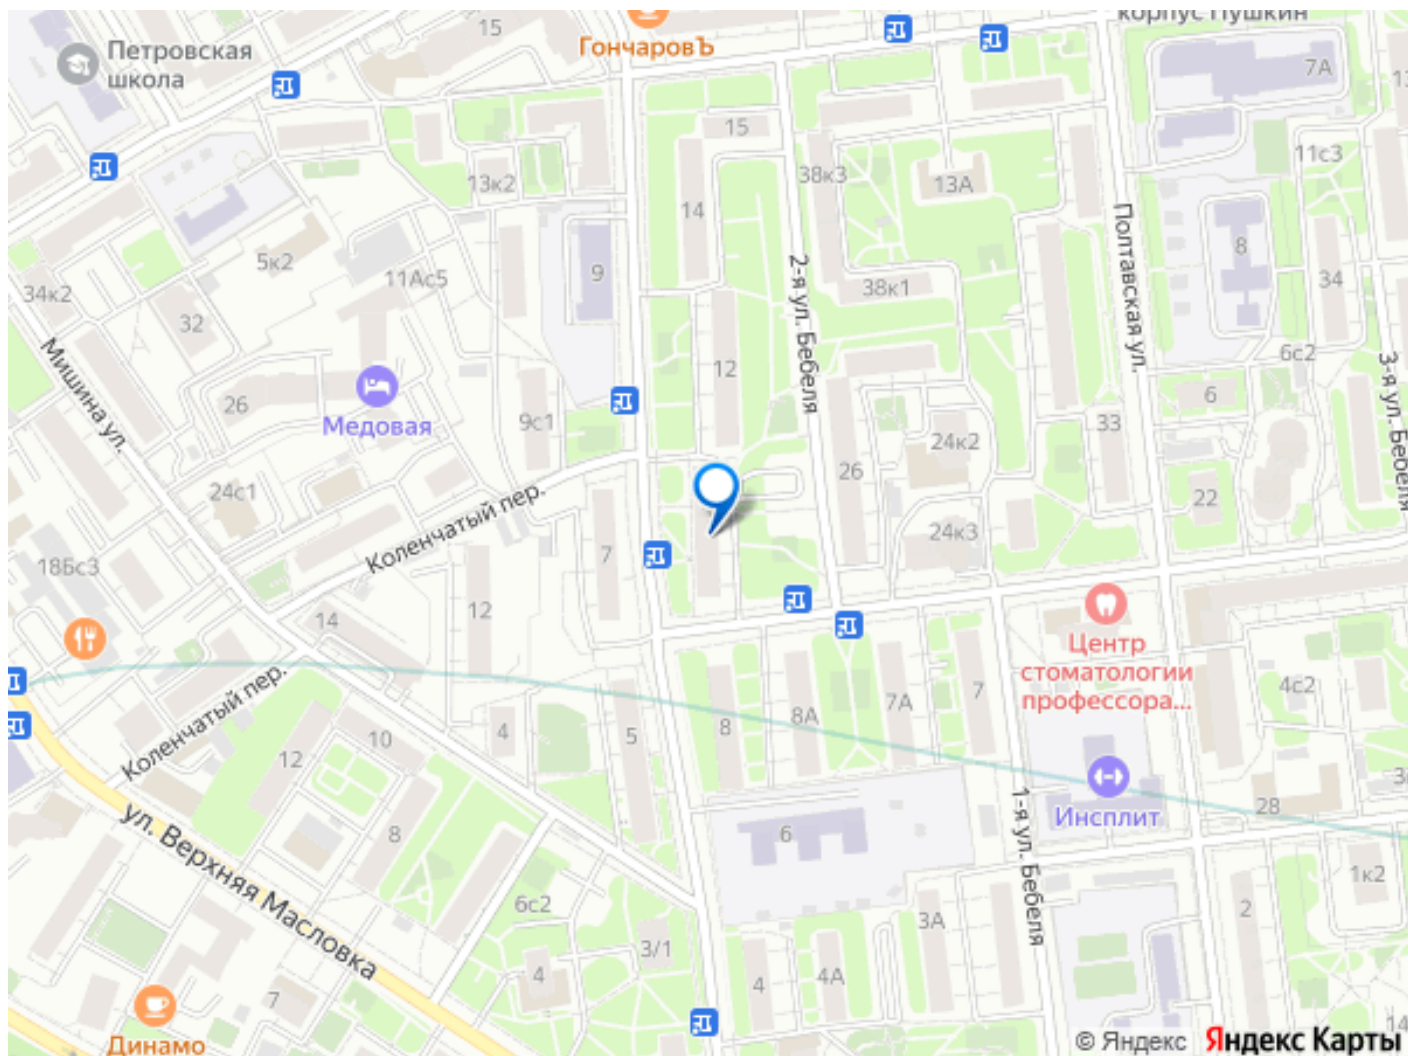 корпус Пушкин
15
ГончаровЪ
Петровская
школа
7А
15
11с3
38к3
13А
13к2
14
Полтавская ул.
8
9
5к2
11Ас5
2-я ул. Бебеля
38к1
34
34к2
32
12
6с2
3-я ул. Бебеля
Мишина ул.
26
Медовая
9с1
6
33
24к2
26
24с1
22
Коленчатый пер.
24к3
7
18Бс3
12
14
Центр
стоматологии
профессора...
4с2
Коленчатый пер.
10
4
5
8
8А
7А
7
12
28
Инсплит
ул. Верхняя Масловка
8
6
1-я ул. Бебеля
1к2
6с2
3/1
3А
2
4
4
4А
7
14
Динамо
© Яндекс Яндекс Карты